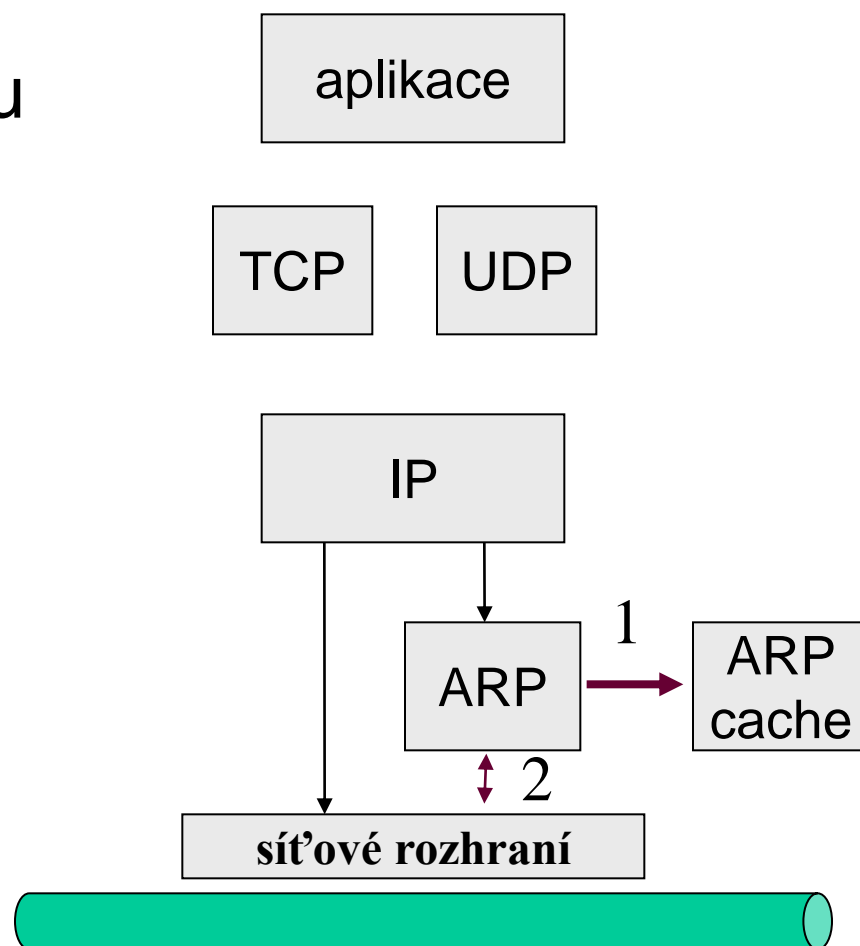 u
aplikace
TCP
UDP
IP
1
ARP
ARP
cache
2
síťové rozhraní